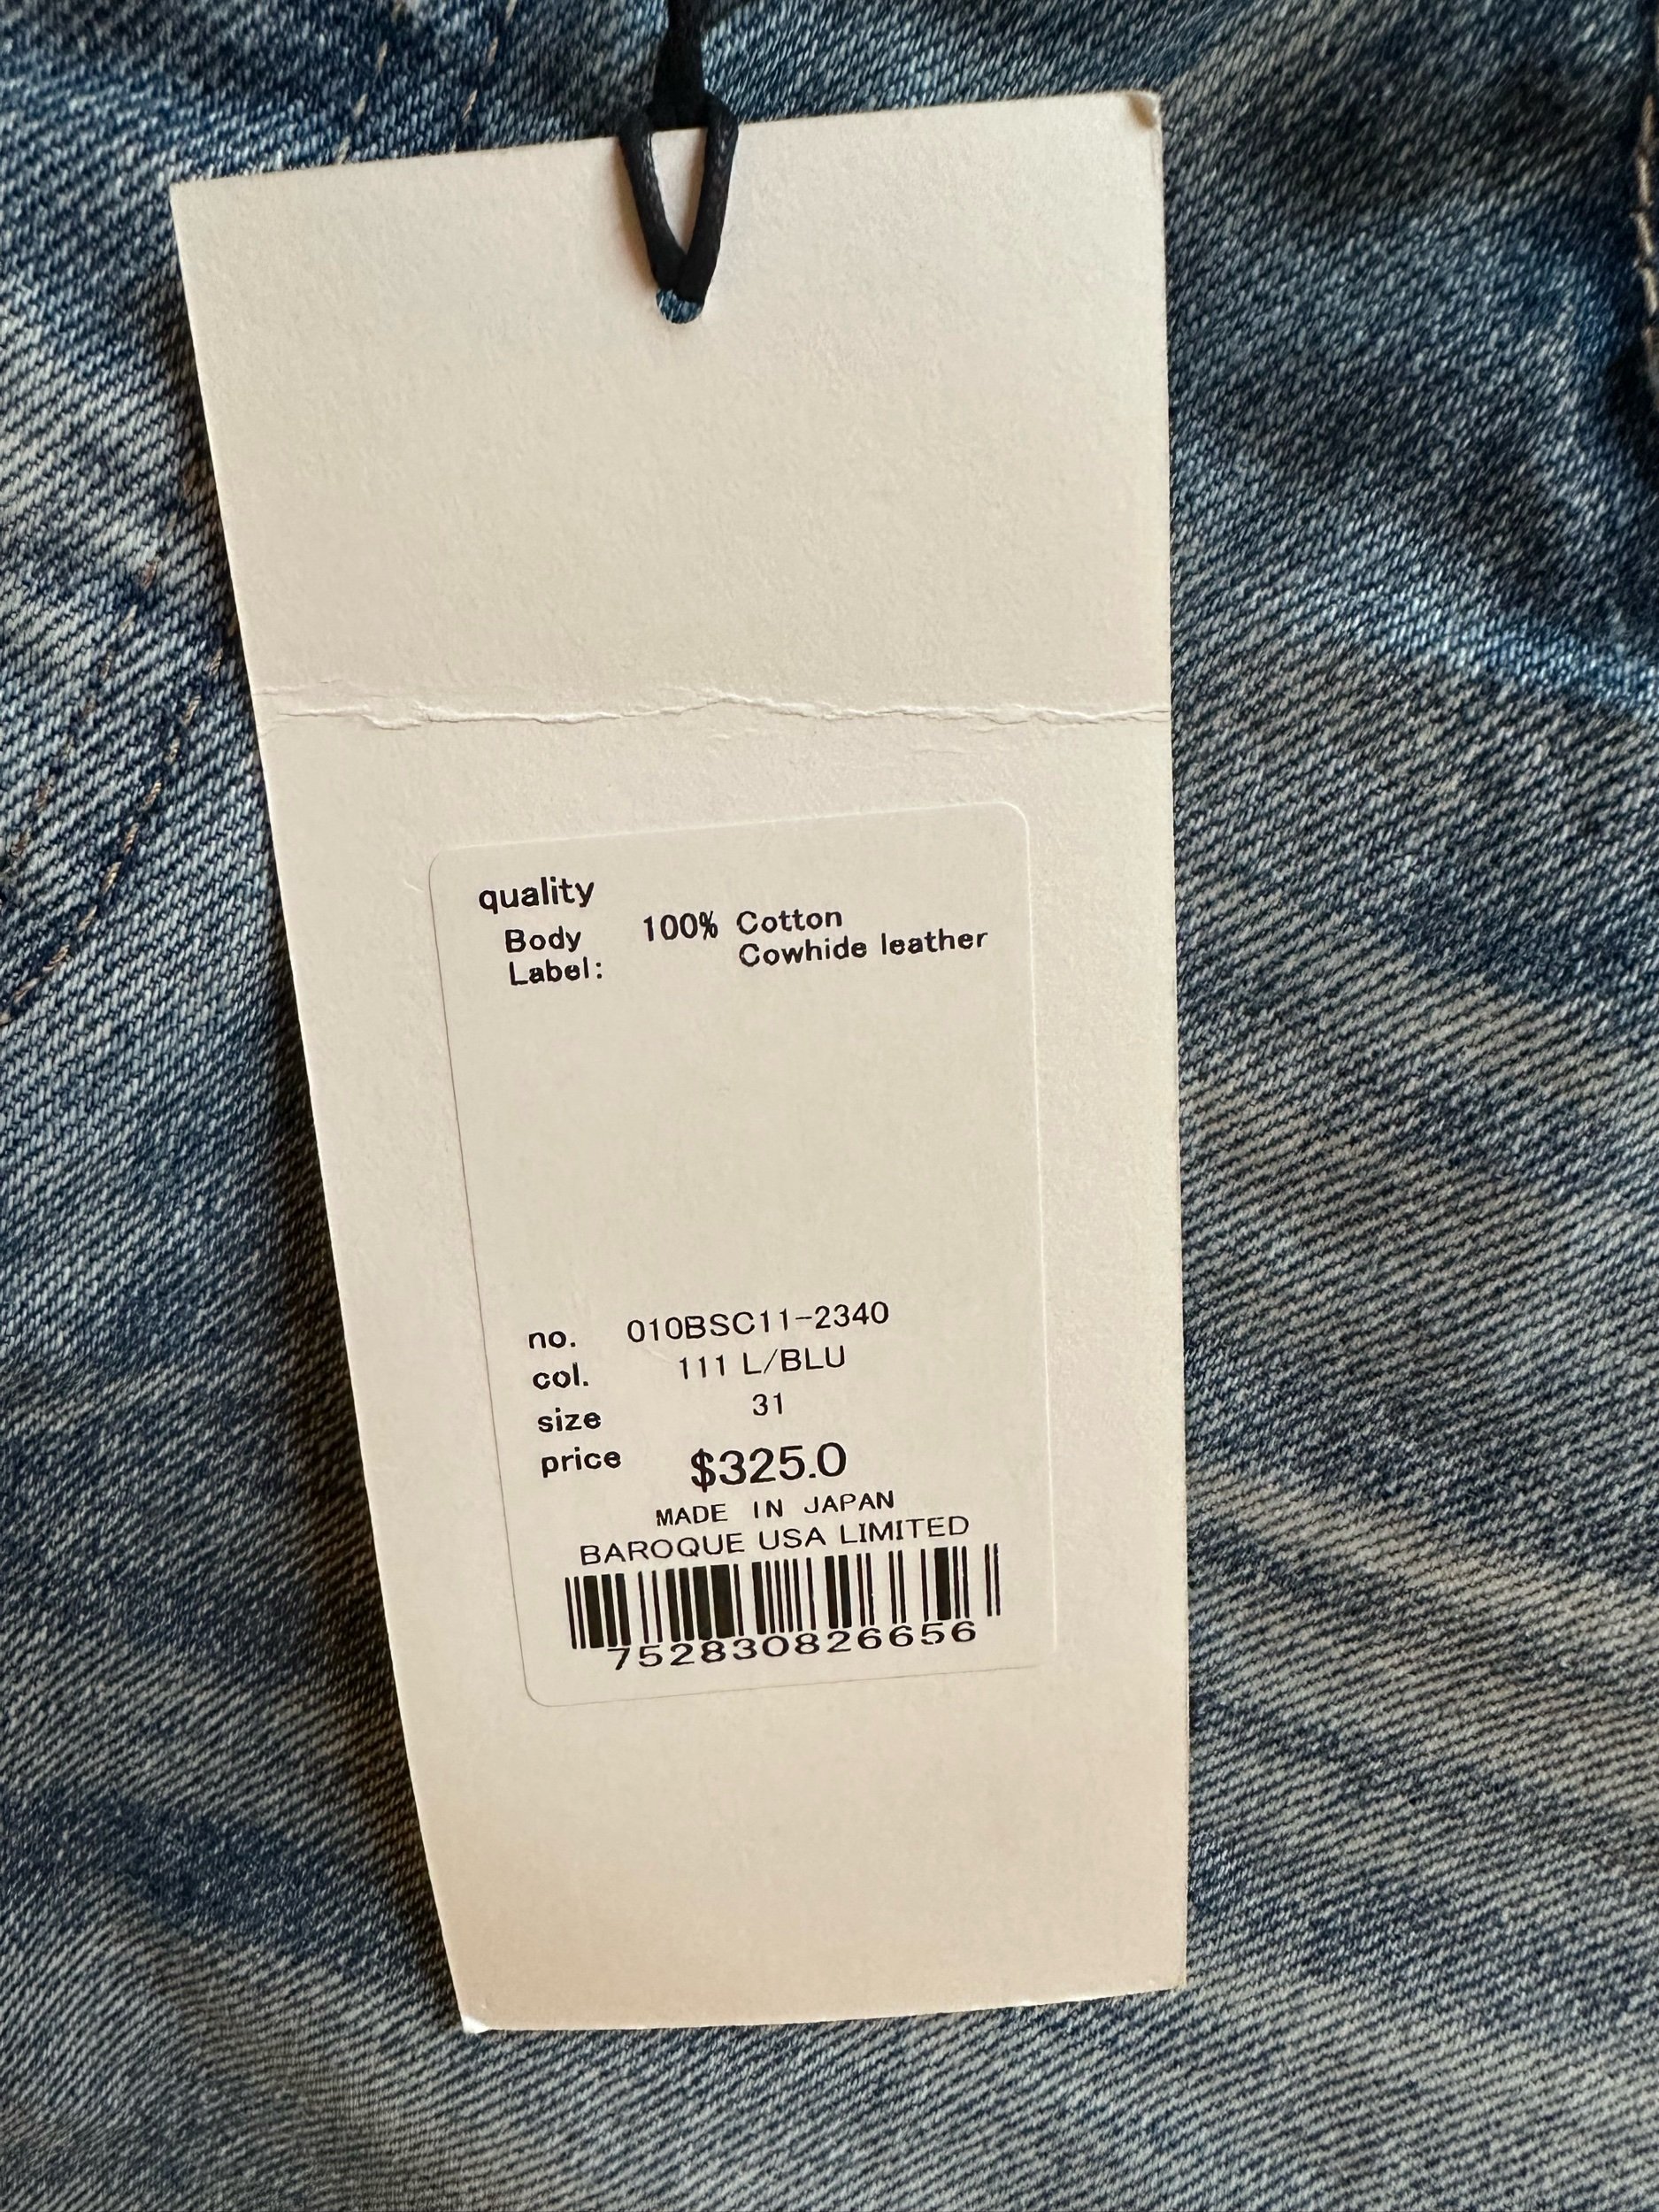 quality
Body 100% Cotton
Label: Cowhide leather
no. 010BSC11-2340
col. 111 L/BLU
size 31
price $325.0
MADE IN JAPAN
BAROQUE USA LIMITED
752830826656